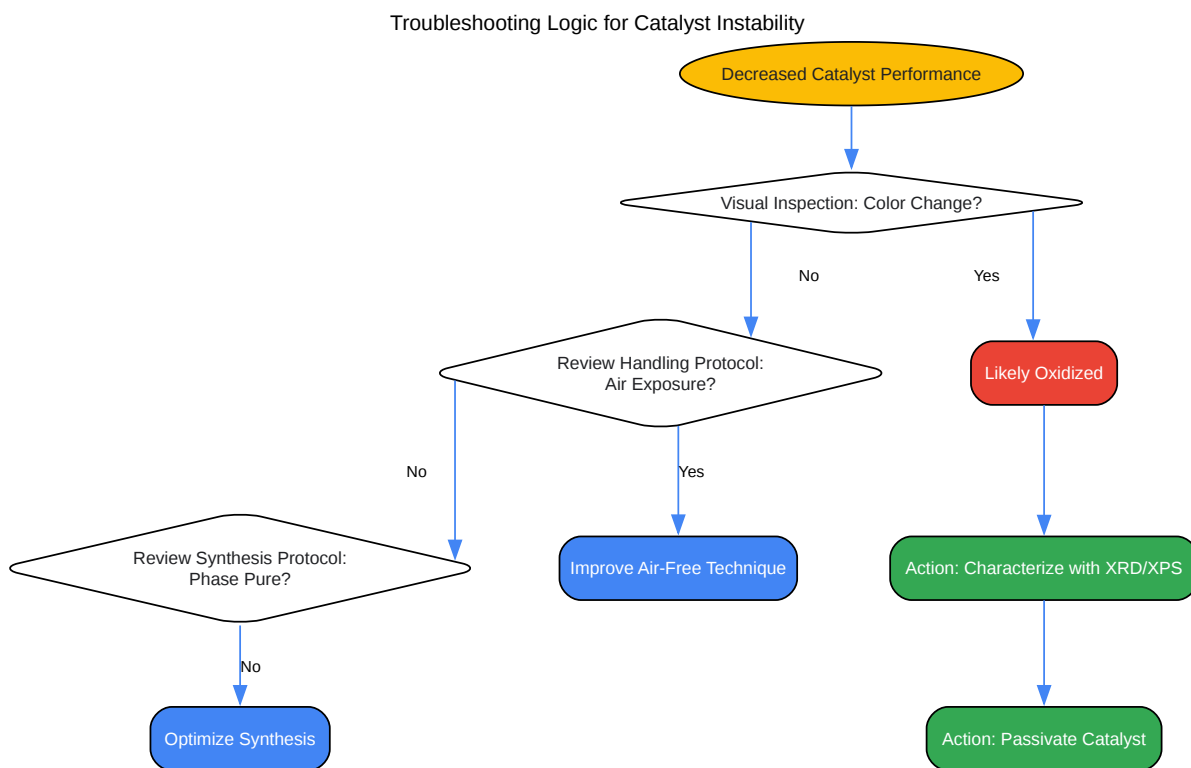 Troubleshooting Logic for Catalyst Instability
Decreased Catalyst Performance
Visual Inspection: Color Change?
No
Yes
Review Handling Protocol:
Air Exposure?
Likely Oxidized
No
Yes
Review Synthesis Protocol:
Phase Pure?
Improve Air-Free Technique
Action: Characterize with XRD/XPS
No
Optimize Synthesis
Action: Passivate Catalyst